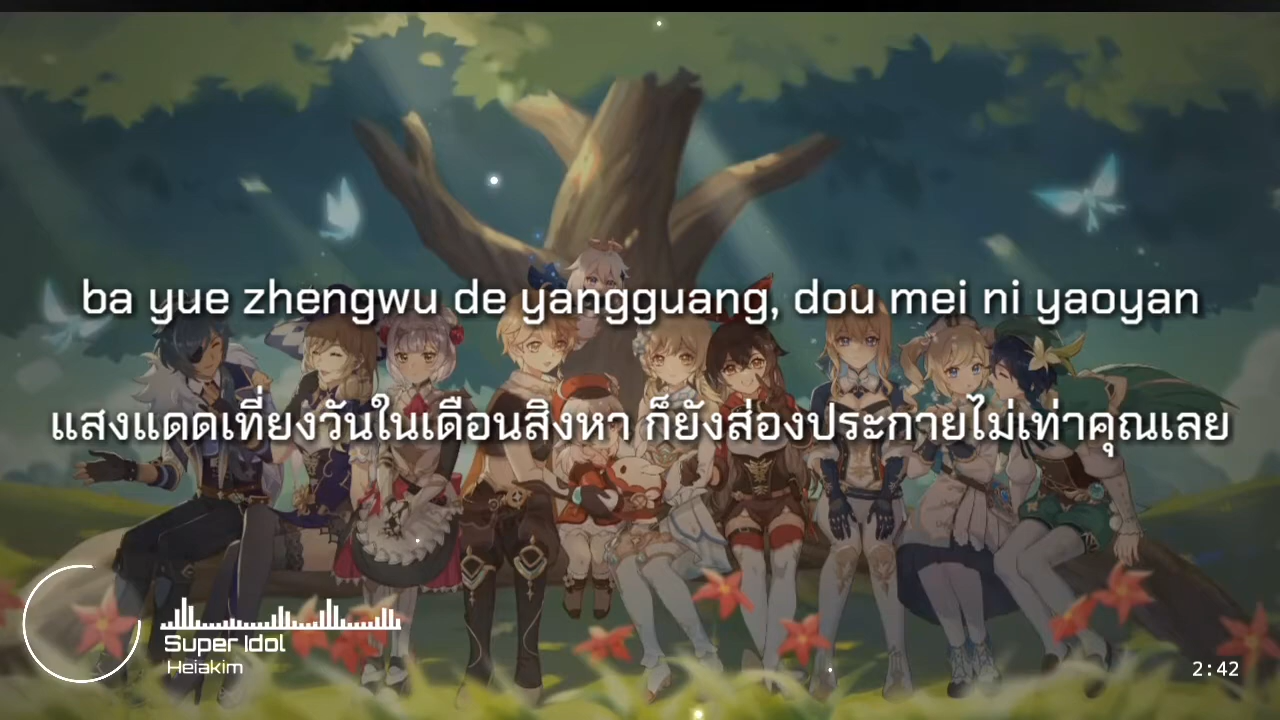 ba yue zhengwu de yangguang, dou mei ni yaoyan
แสงแดดเที่ยงวันในเดือนสิงหา ก็ยังส่องประกายไม่เท่าคุณเลย
Super Idol
Heiakim
2:42